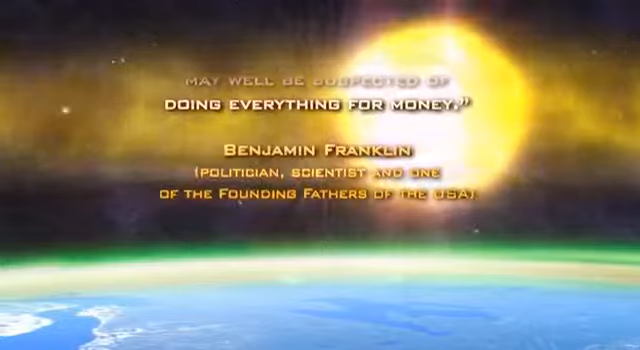 MAY WELL BE SUSPECTED OF
DOING EVERYTHING FOR MONEY."
BENJAMIN FRANKLIN
(POLITICIAN, SCIENTIST AND ONE
OF THE FOUNDING FATHERS OF THE USA)